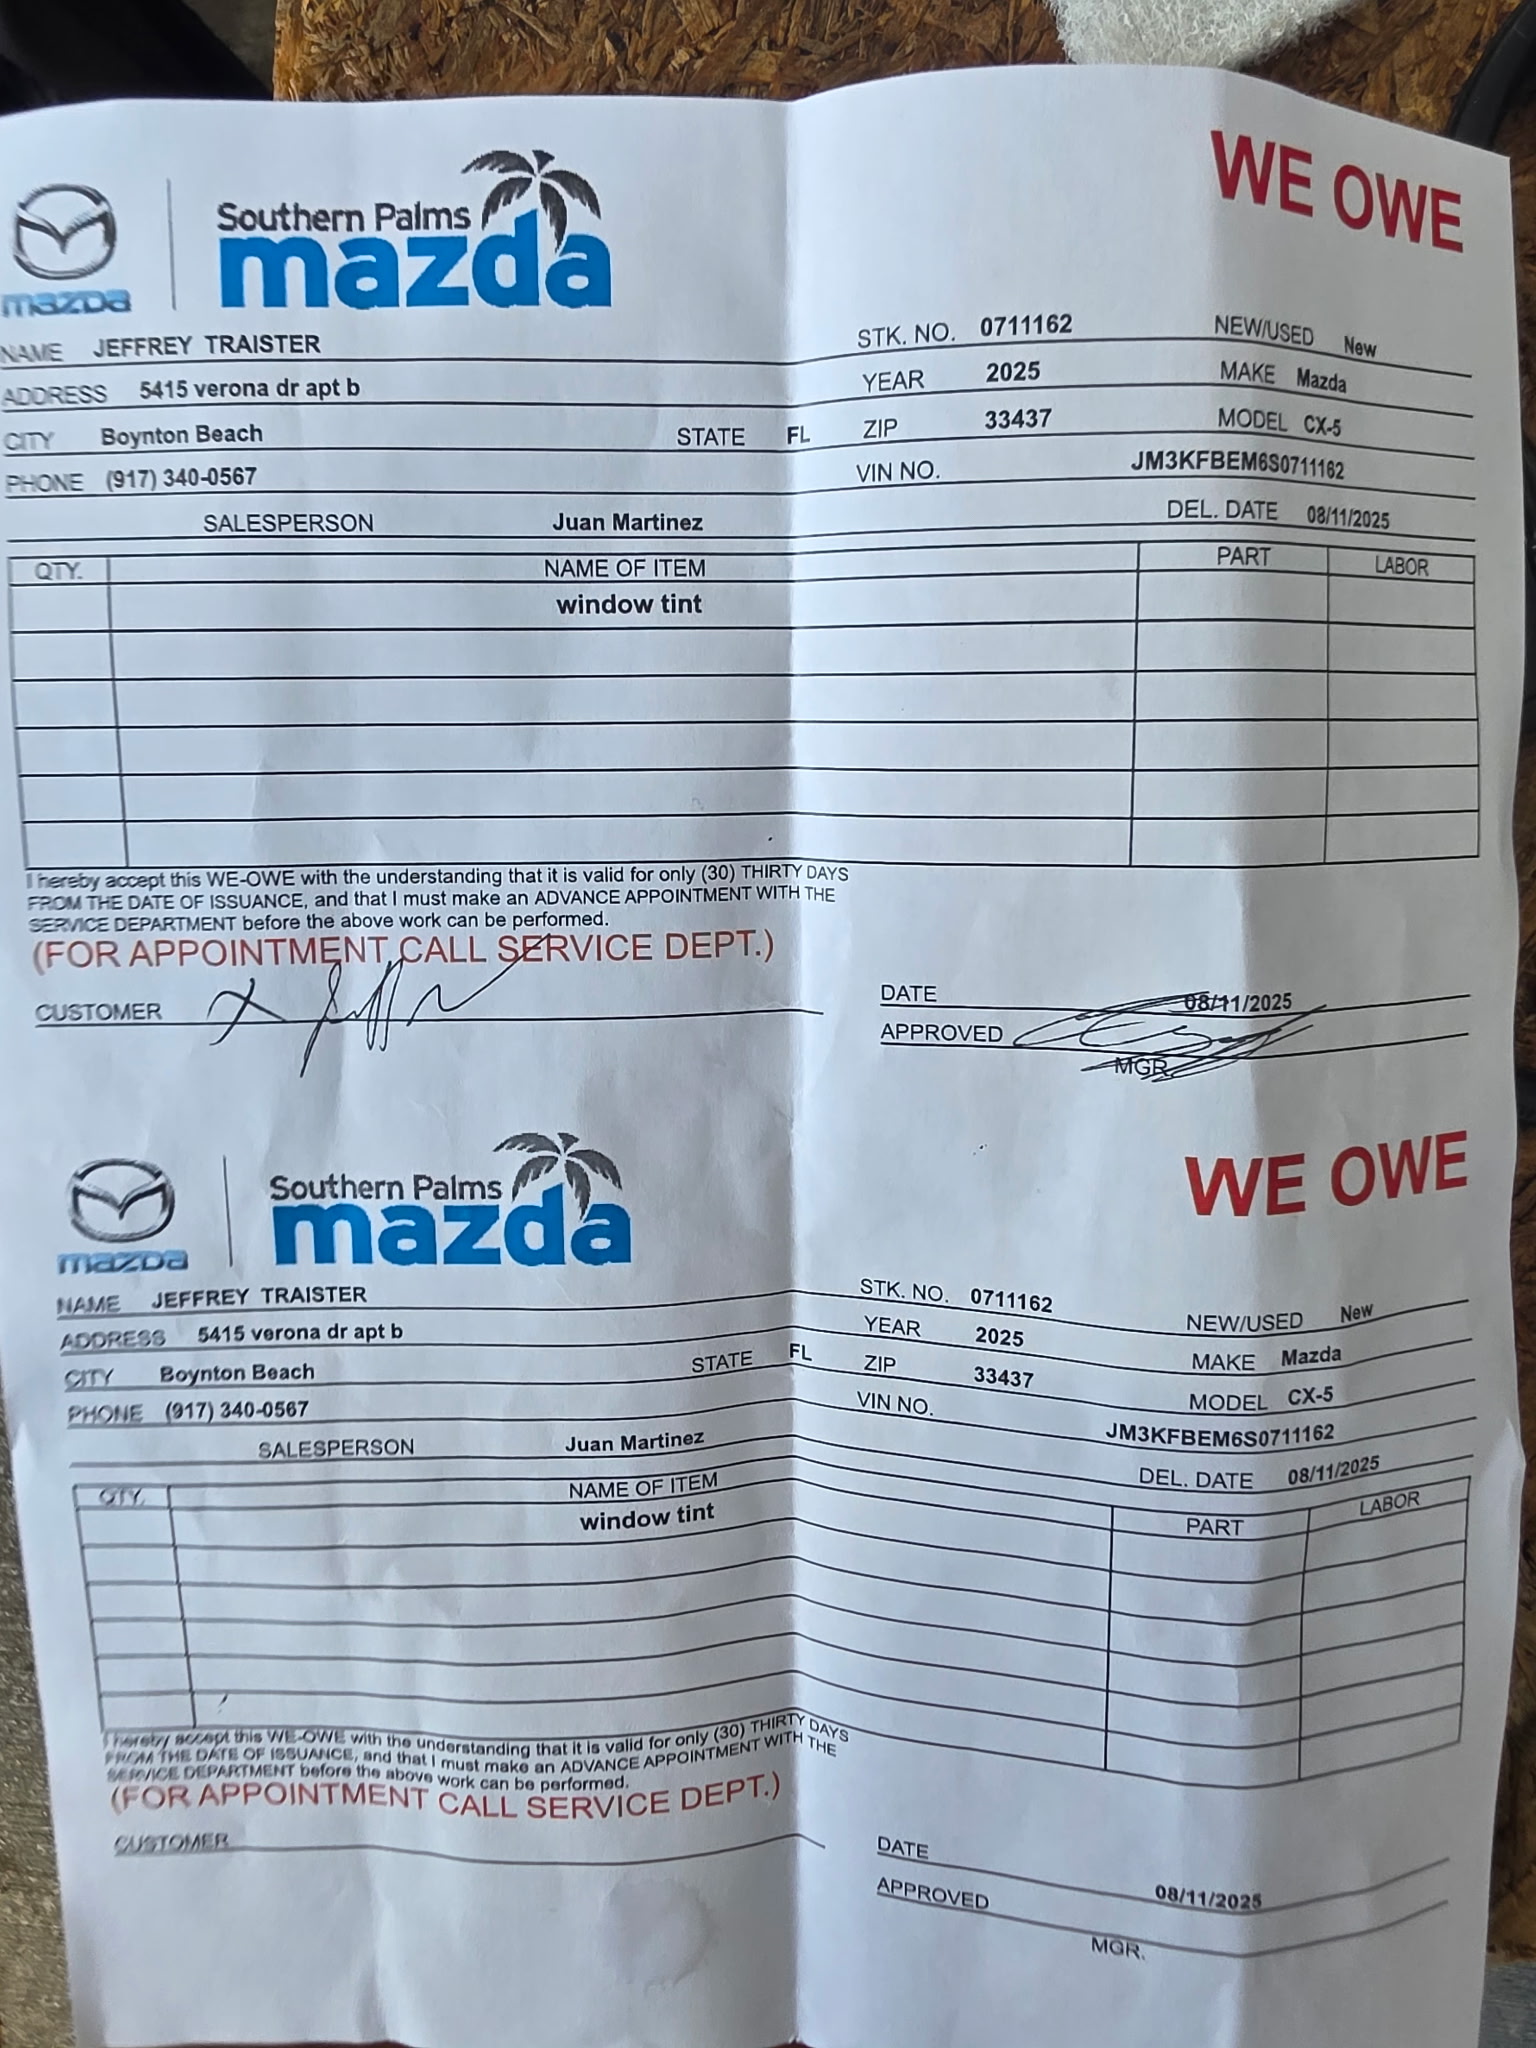 WE OWE
Southern Palms
mazda
mazda
NAME JEFFREY TRAISTER STK. NO. 0711162 NEW/USED New
ADDRESS 5415 verona dr apt b YEAR 2025 MAKE Mazda
CITY Boynton Beach STATE FL ZIP 33437 MODEL CX-5
PHONE (917) 340-0567 VIN NO. JM3KFBEM6S0711162
SALESPERSON Juan Martinez DEL. DATE 08/11/2025
QTY. NAME OF ITEM PART LABOR
window tint
I hereby accept this WE-OWE with the understanding that it is valid for only (30) THIRTY DAYS
FROM THE DATE OF ISSUANCE, and that I must make an ADVANCE APPOINTMENT WITH THE
SERVICE DEPARTMENT before the above work can be performed.
(FOR APPOINTMENT CALL SERVICE DEPT.)
CUSTOMER X DATE 08/11/2025
APPROVED
MGR.
WE OWE
Southern Palms
mazda
mazda
NAME JEFFREY TRAISTER STK. NO. 0711162 NEW/USED New
ADDRESS 5415 verona dr apt b YEAR 2025 MAKE Mazda
CITY Boynton Beach STATE FL ZIP 33437 MODEL CX-5
PHONE (917) 340-0567 VIN NO. JM3KFBEM6S0711162
SALESPERSON Juan Martinez DEL. DATE 08/11/2025
QTY. NAME OF ITEM PART LABOR
window tint
I hereby accept this WE-OWE with the understanding that it is valid for only (30) THIRTY DAYS
FROM THE DATE OF ISSUANCE, and that I must make an ADVANCE APPOINTMENT WITH THE
SERVICE DEPARTMENT before the above work can be performed.
(FOR APPOINTMENT CALL SERVICE DEPT.)
CUSTOMER DATE 08/11/2025
APPROVED
MGR.